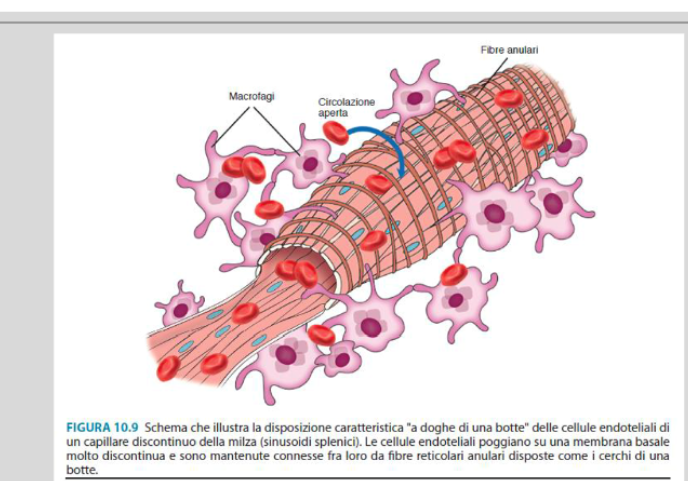 Fibre anulari
Macrofagi
Circolazione
aperta
FIGURA 10.9 Schema che illustra la disposizione caratteristica "a doghe di una botte" delle cellule endoteliali di
un capillare discontinuo della milza (sinusoidi splenici). Le cellule endoteliali poggiano su una membrana basale
molto discontinua e sono mantenute connesse fra loro da fibre reticolari anulari disposte come i cerchi di una
botte.